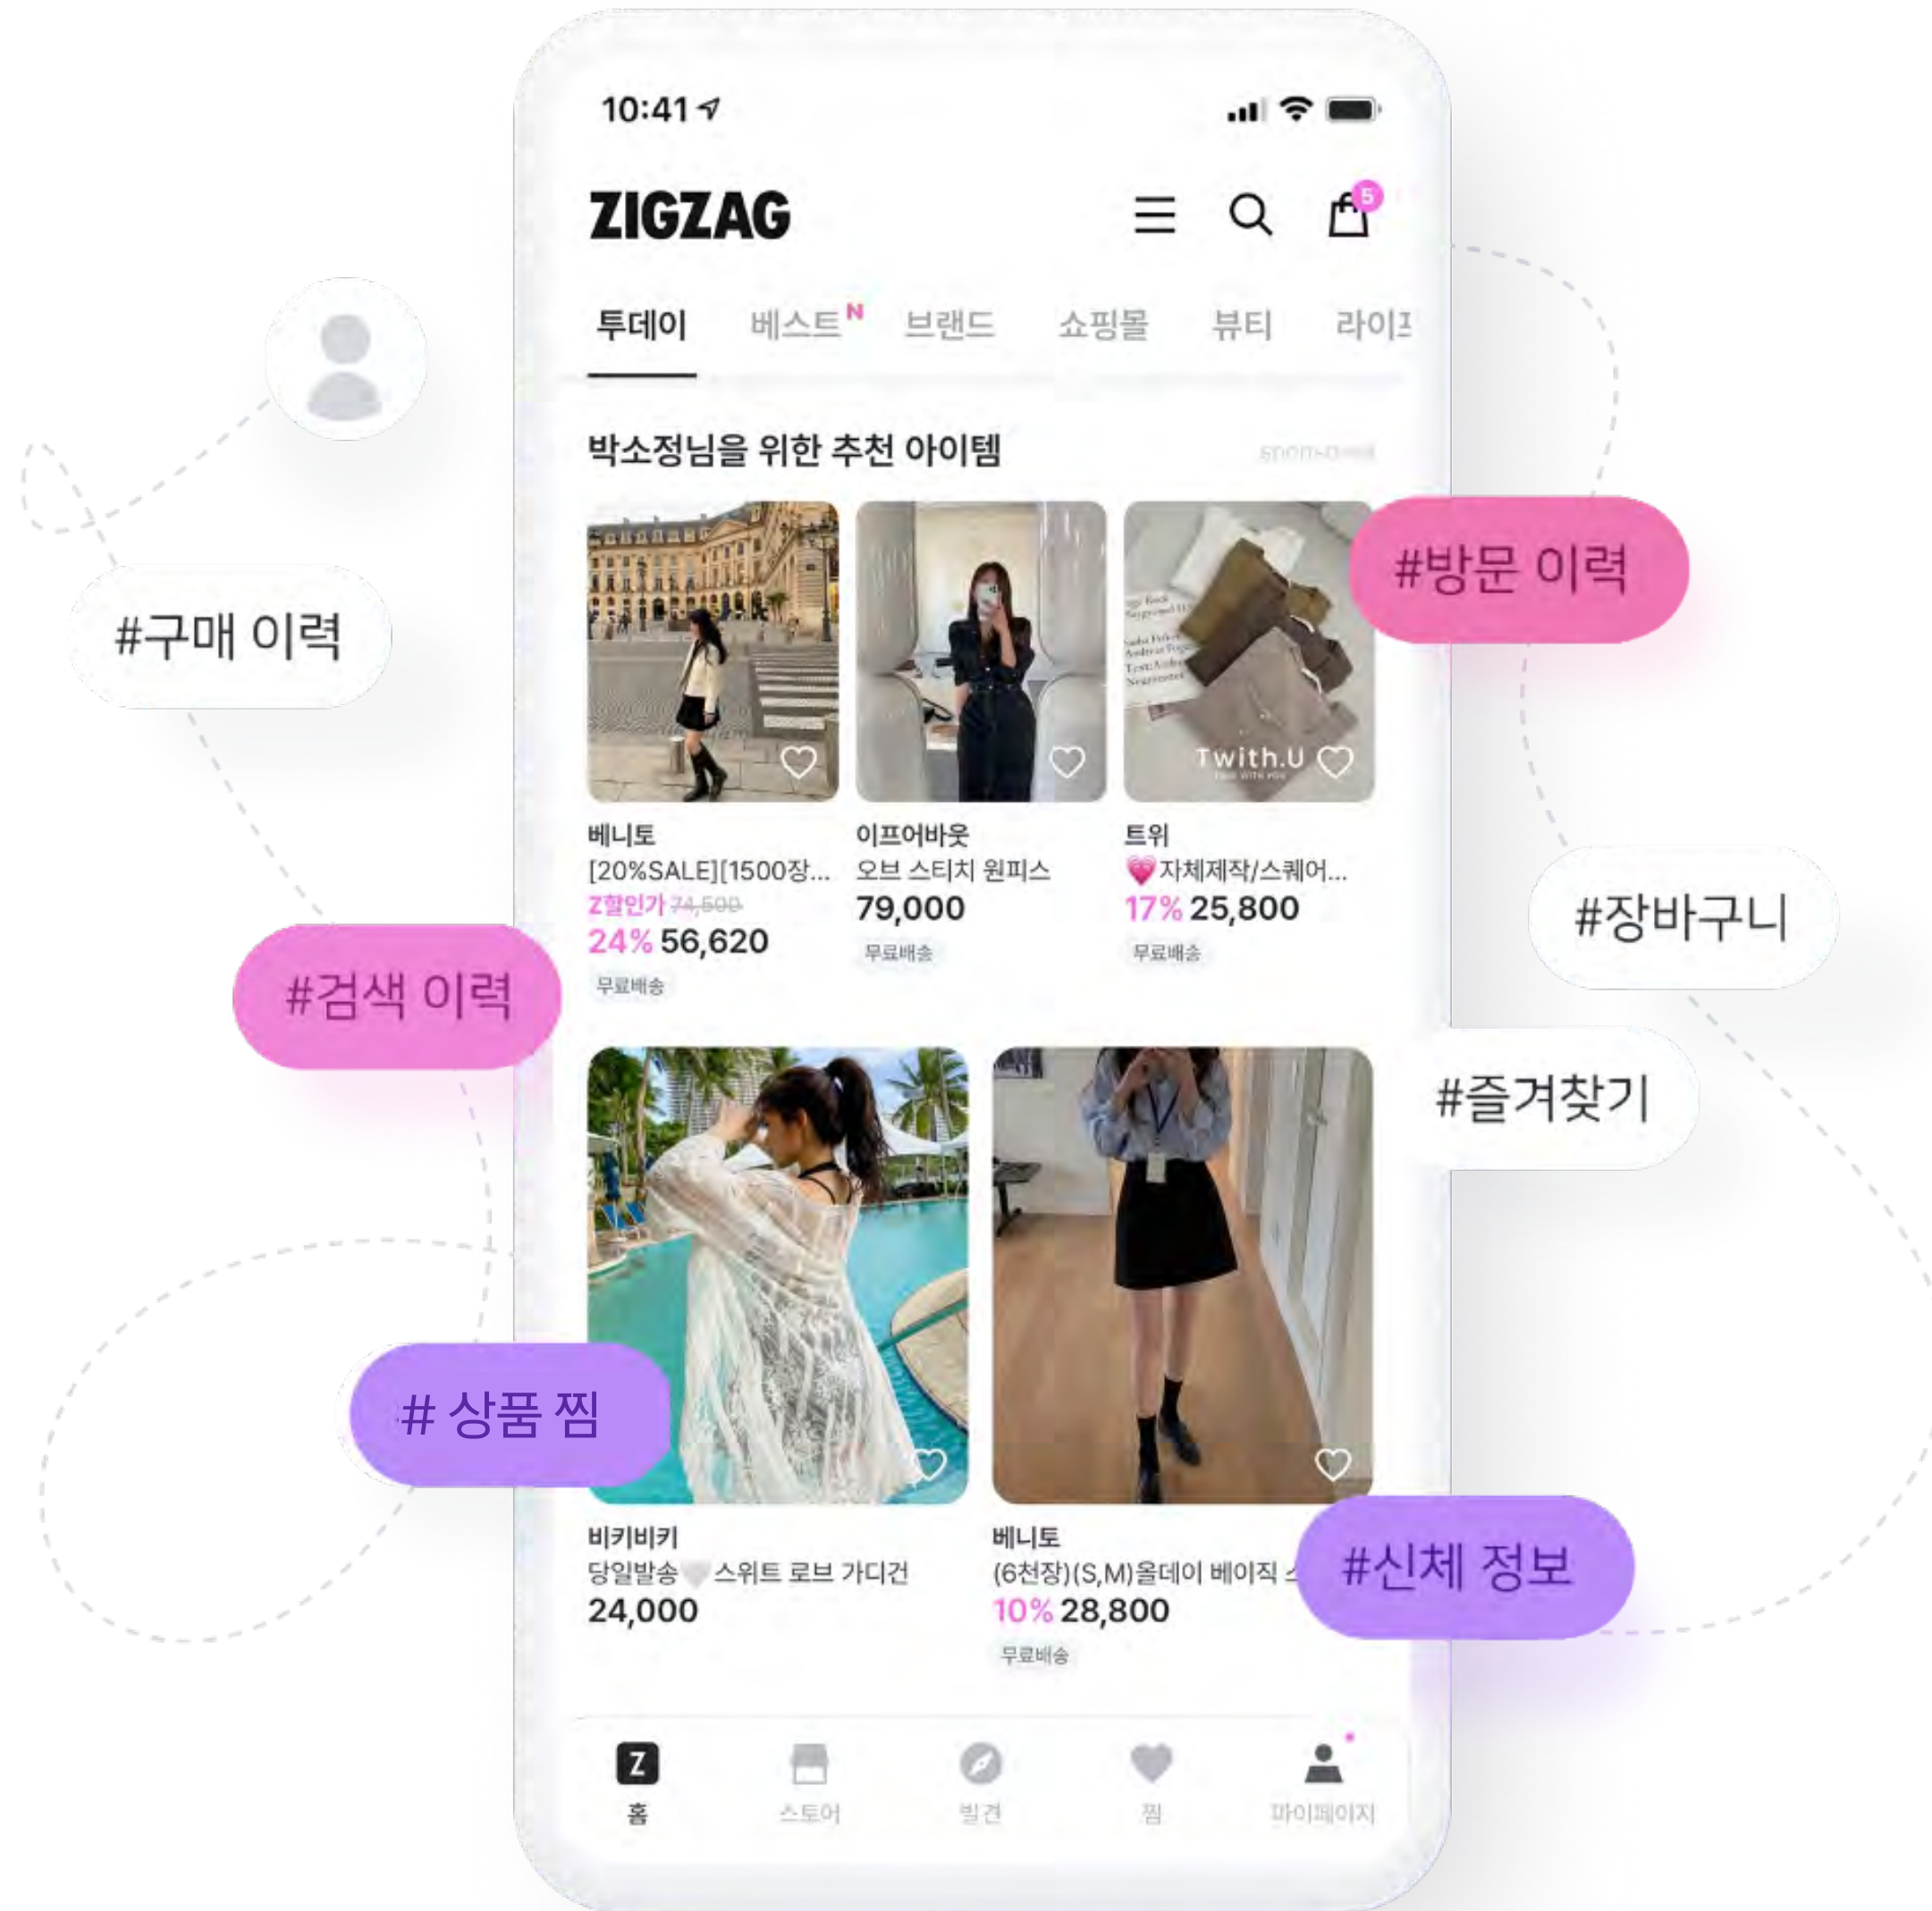 10:41
ZIGZAG
5
투데이 베스트 N 브랜드 쇼핑몰 뷰티 라이프
박소정님을 위한 추천 아이템
#방문 이력
#구매 이력
Twith.U
베니토
[20%SALE][1500장...
Z할인가 74,500
24% 56,620
무료배송
이프어바웃
오브 스티치 원피스
79,000
무료배송
트위
💗자체제작/스퀘어...
17% 25,800
무료배송
#장바구니
#검색 이력
#즐겨찾기
# 상품 찜
비키비키
당일발송🤍스위트 로브 가디건
24,000
베니토
(6천장)(S,M)올데이 베이직
10% 28,800
무료배송
#신체 정보
Z
홈 스토어 발견 찜 마이페이지